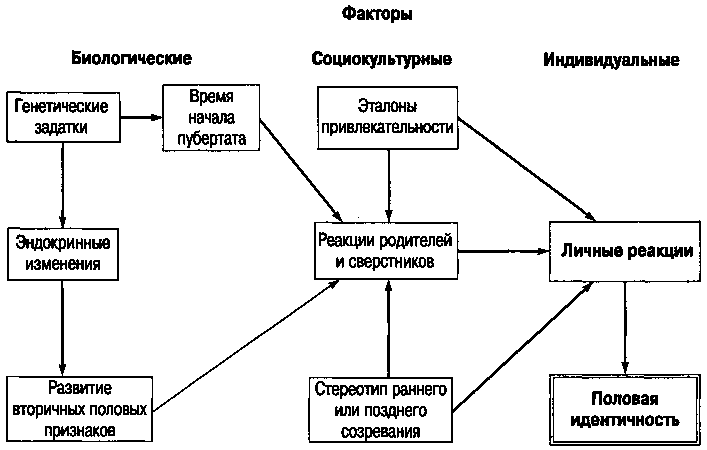 Факторы
Биологические
Социокультурные
Индивидуальные
Генетические
задатки
Время
начала
пубертата
Эталоны
привлекательности
Эндокринные
изменения
Реакции родителей
и сверстников
Личные реакции
Развитие
вторичных половых
признаков
Стереотип раннего
или позднего
созревания
Половая
идентичность